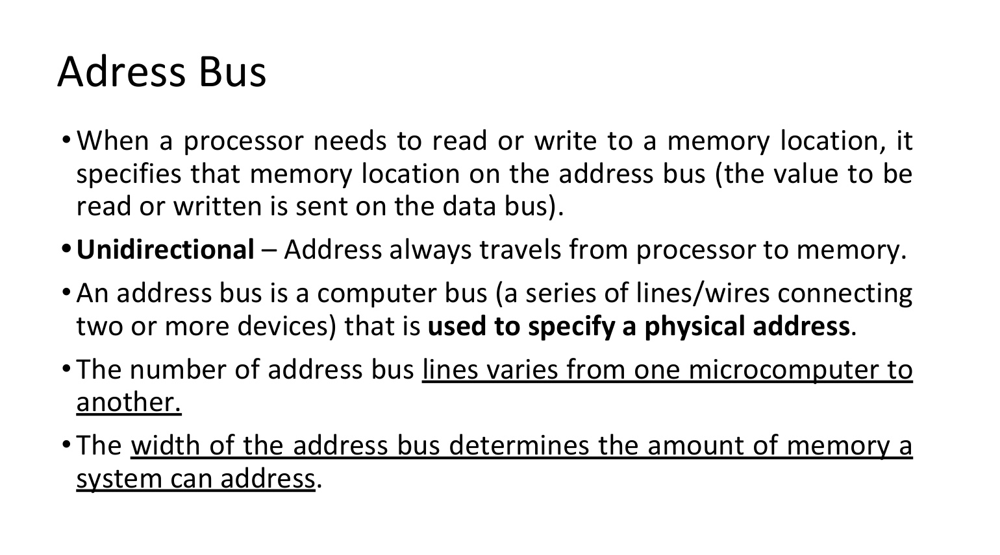 Adress Bus
• When a processor needs to read or write to a memory location, it
specifies that memory location on the address bus (the value to be
read or written is sent on the data bus).
• Unidirectional – Address always travels from processor to memory.
• An address bus is a computer bus (a series of lines/wires connecting
two or more devices) that is used to specify a physical address.
• The number of address bus lines varies from one microcomputer to
another.
• The width of the address bus determines the amount of memory a
system can address.